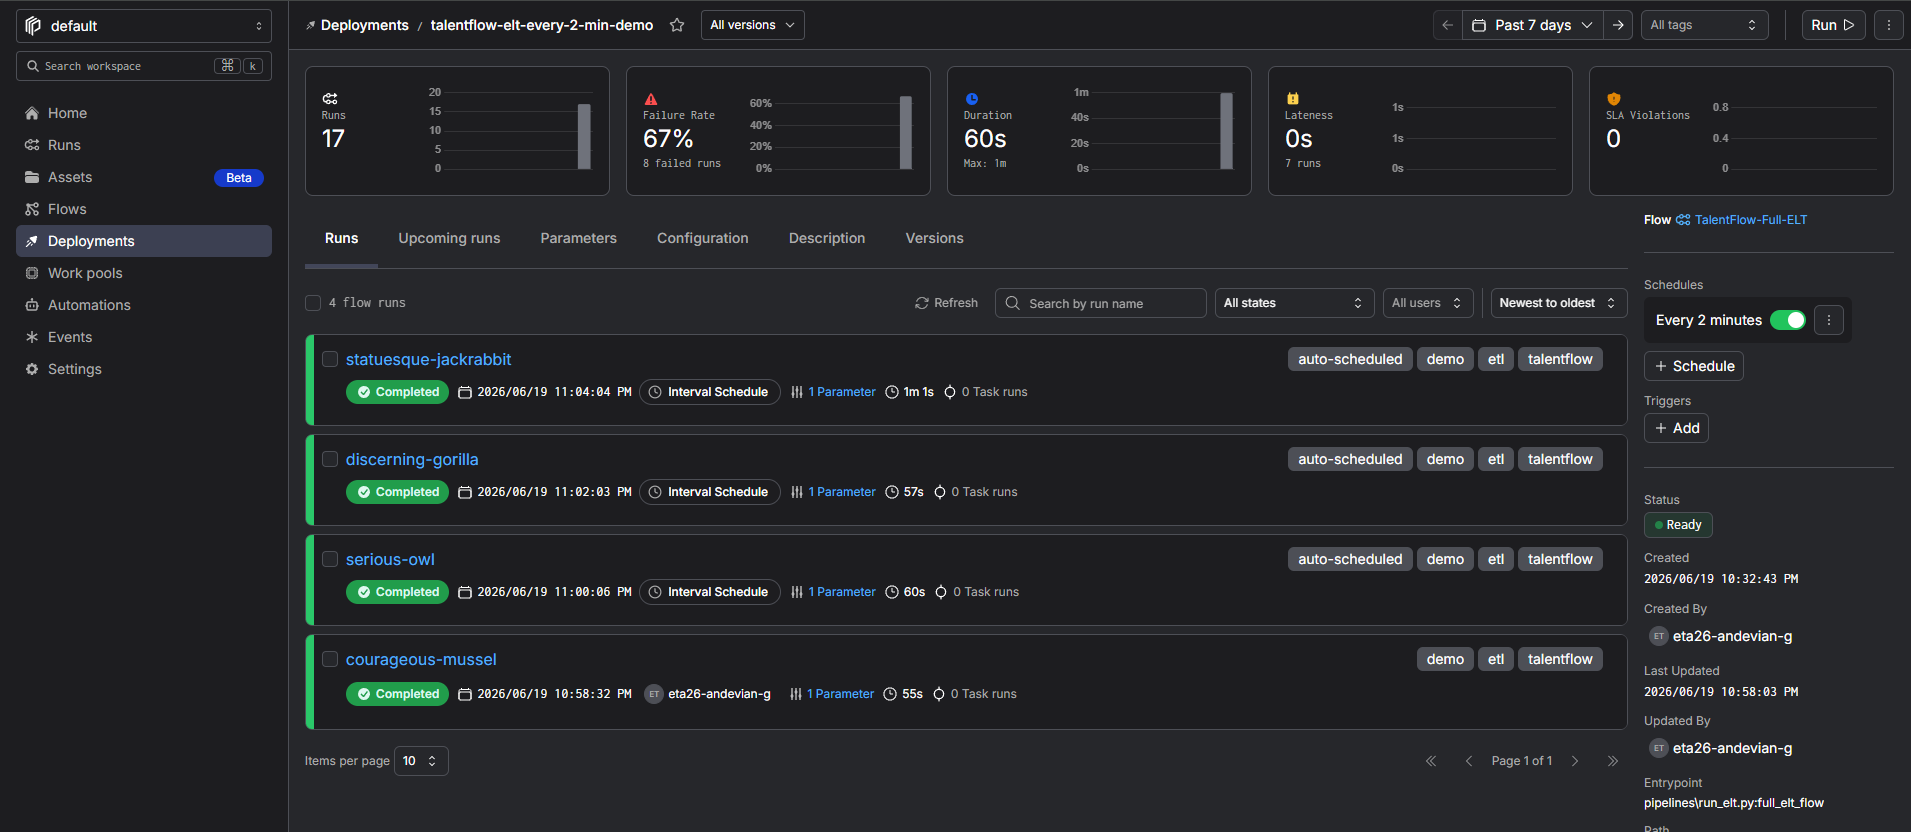 default
Search workspace ⌘ k
Home
Runs
Assets Beta
Flows
Deployments
Work pools
Automations
Events
Settings
Deployments / talentflow-elt-every-2-min-demo All versions
Past 7 days All tags Run
Runs
17
20
15
10
5
0
Failure Rate
67%
8 failed runs
60%
40%
20%
0%
Duration
60s
Max: 1m
1m
40s
20s
0s
Lateness
0s
7 runs
1s
1s
0s
SLA Violations
0
0.8
0.4
0
Runs Upcoming runs Parameters Configuration Description Versions
4 flow runs Refresh Search by run name All states All users Newest to oldest
statuesque-jackrabbit auto-scheduled demo etl talentflow
Completed 2026/06/19 11:04:04 PM Interval Schedule 1 Parameter 1m 1s 0 Task runs
discerning-gorilla auto-scheduled demo etl talentflow
Completed 2026/06/19 11:02:03 PM Interval Schedule 1 Parameter 57s 0 Task runs
serious-owl auto-scheduled demo etl talentflow
Completed 2026/06/19 11:00:06 PM Interval Schedule 1 Parameter 60s 0 Task runs
courageous-mussel demo etl talentflow
Completed 2026/06/19 10:58:32 PM ET eta26-andevian-g 1 Parameter 55s 0 Task runs
Items per page 10 Page 1 of 1
Flow TalentFlow-Full-ELT
Schedules
Every 2 minutes
+ Schedule
Triggers
+ Add
Status
Ready
Created
2026/06/19 10:32:43 PM
Created By
ET eta26-andevian-g
Last Updated
2026/06/19 10:58:03 PM
Updated By
ET eta26-andevian-g
Entrypoint
pipelines\run_elt.py:full_elt_flow
Path